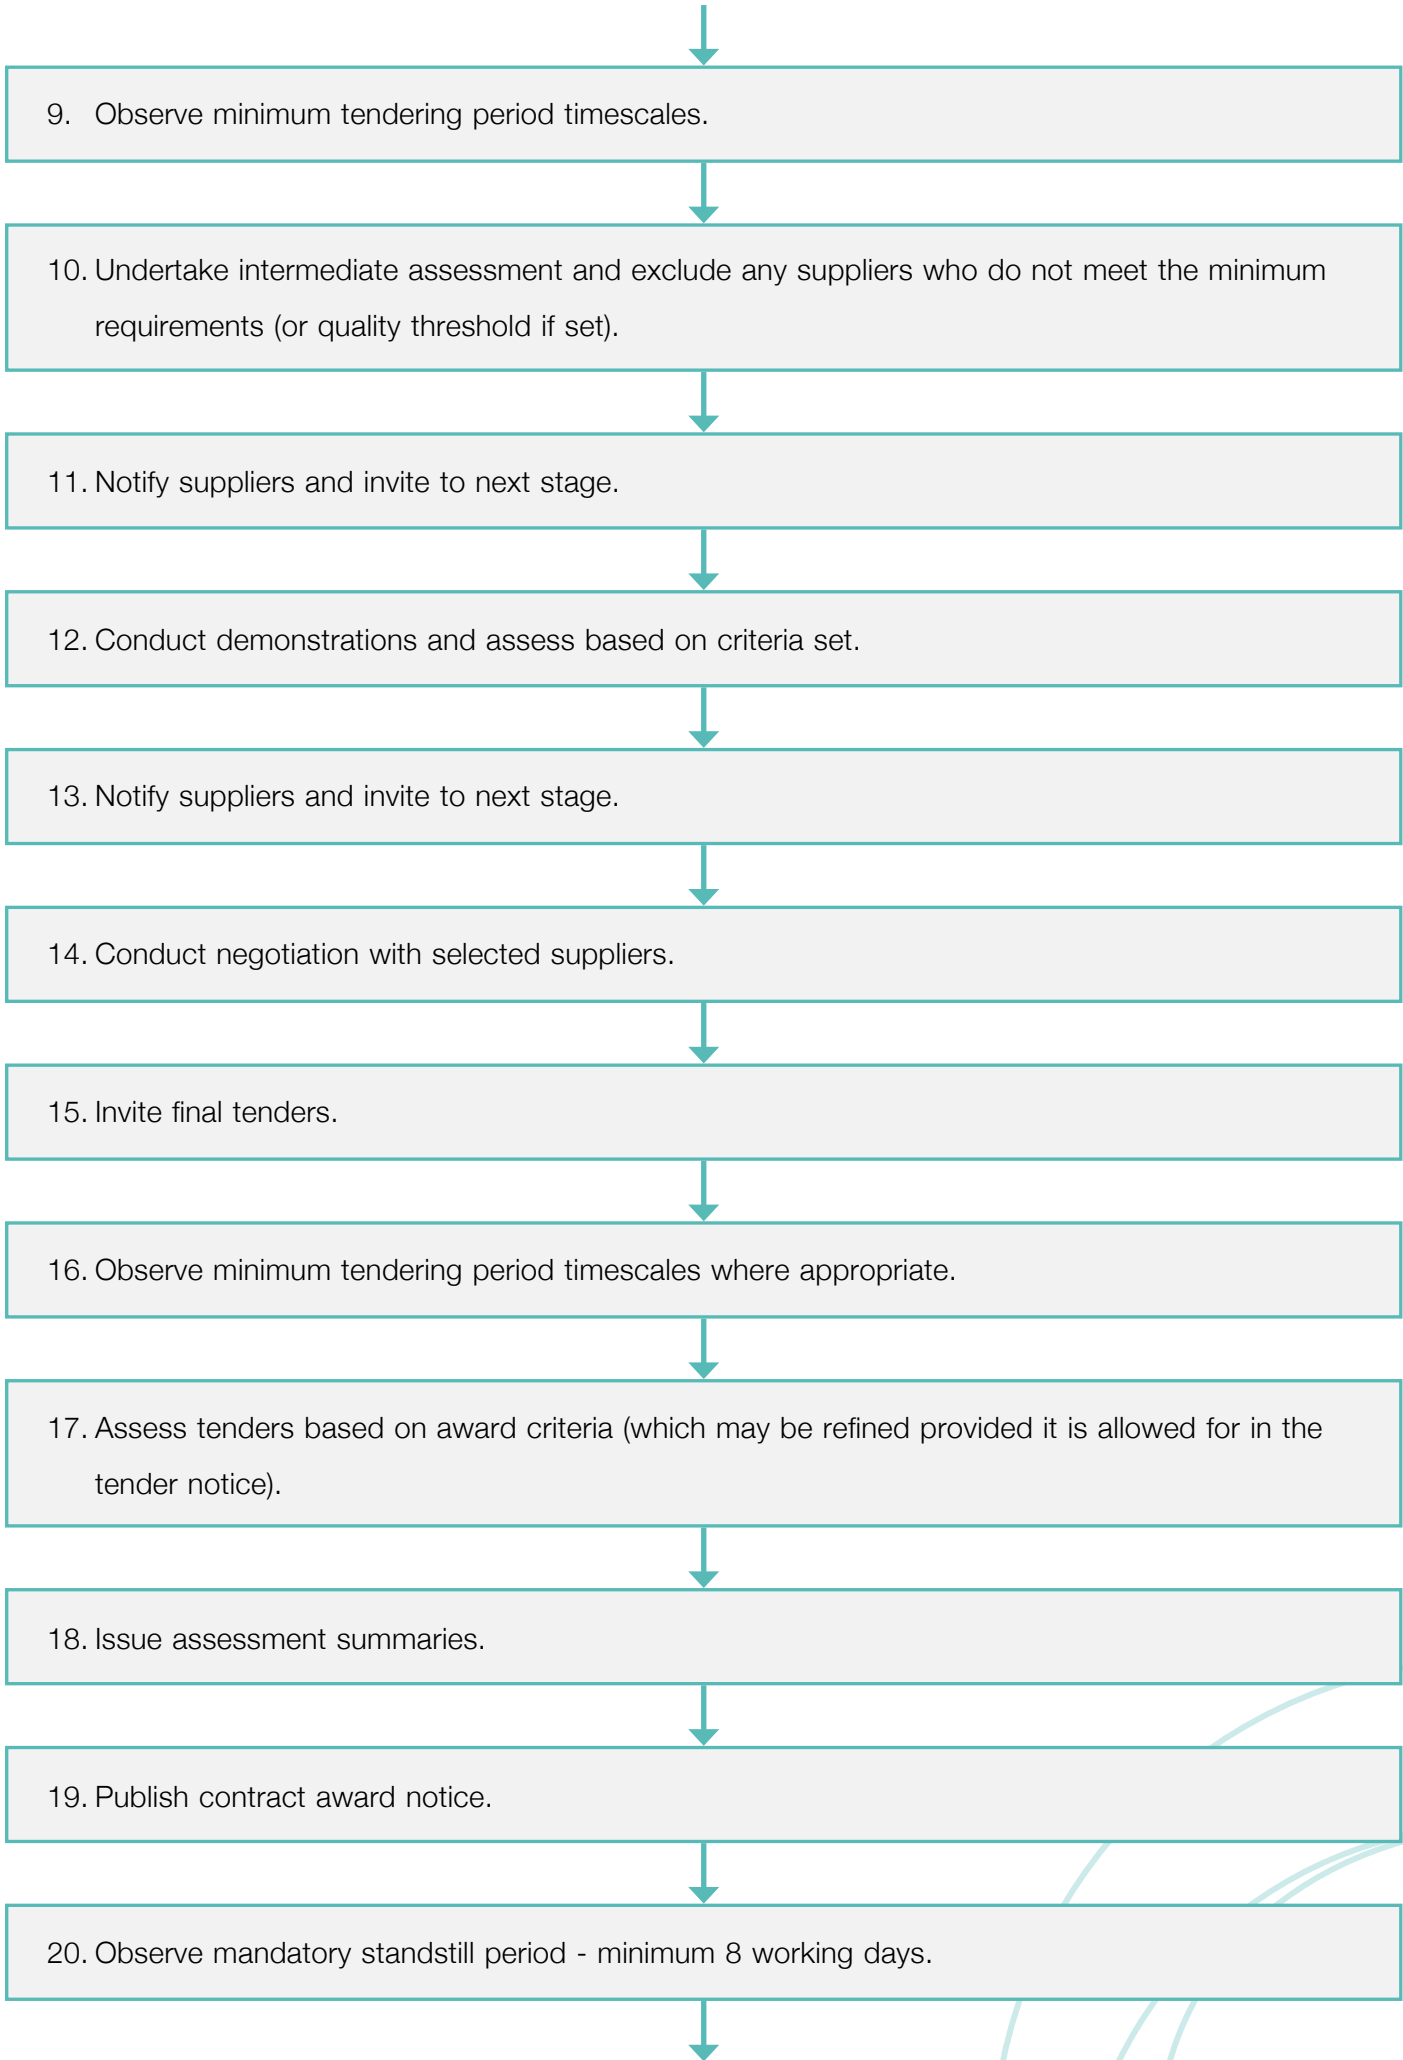 9. Observe minimum tendering period timescales.
10. Undertake intermediate assessment and exclude any suppliers who do not meet the minimum
requirements (or quality threshold if set).
11. Notify suppliers and invite to next stage.
12. Conduct demonstrations and assess based on criteria set.
13. Notify suppliers and invite to next stage.
14. Conduct negotiation with selected suppliers.
15. Invite final tenders.
16. Observe minimum tendering period timescales where appropriate.
17. Assess tenders based on award criteria (which may be refined provided it is allowed for in the
tender notice).
18. Issue assessment summaries.
19. Publish contract award notice.
20. Observe mandatory standstill period - minimum 8 working days.